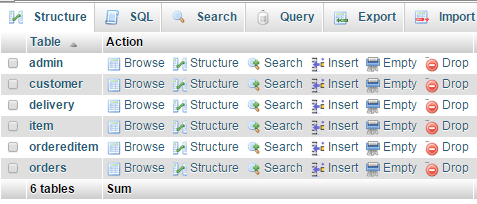 Structure SQL Search Query Export Import
Table Action
admin Browse Structure Search Insert Empty Drop
customer Browse Structure Search Insert Empty Drop
delivery Browse Structure Search Insert Empty Drop
item Browse Structure Search Insert Empty Drop
ordereditem Browse Structure Search Insert Empty Drop
orders Browse Structure Search Insert Empty Drop
6 tables Sum